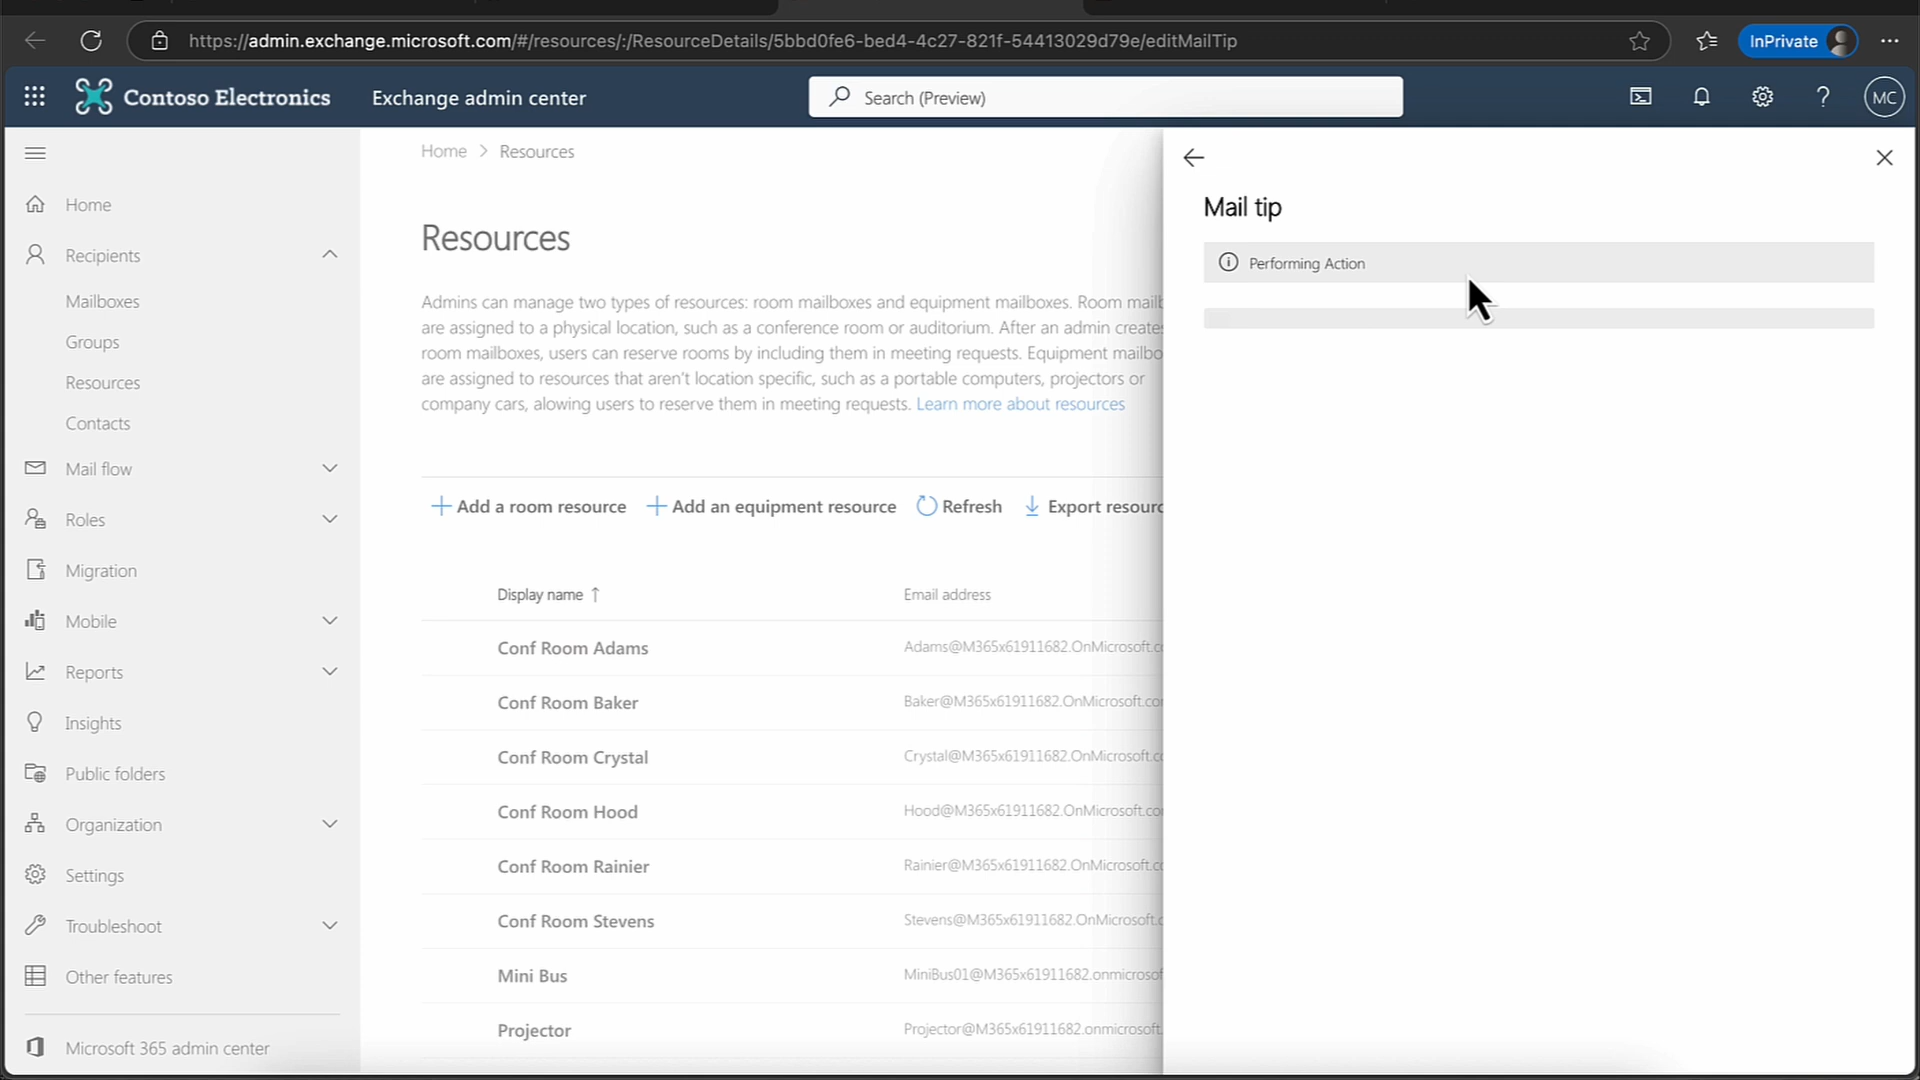 https://admin.exchange.microsoft.com/#/resources/:/ResourceDetails/5bbd0fe6-bed4-4c27-821f-54413029d79e/editMailTip
InPrivate
Contoso Electronics
Exchange admin center
Search (Preview)
MC
Home
Recipients
Mailboxes
Groups
Resources
Contacts
Mail flow
Roles
Migration
Mobile
Reports
Insights
Public folders
Organization
Settings
Troubleshoot
Other features
Microsoft 365 admin center
Home > Resources
Resources
Admins can manage two types of resources: room mailboxes and equipment mailboxes. Room mailb
are assigned to a physical location, such as a conference room or auditorium. After an admin creates
room mailboxes, users can reserve rooms by including them in meeting requests. Equipment mailbo
are assigned to resources that aren't location specific, such as a portable computers, projectors or
company cars, allowing users to reserve them in meeting requests. Learn more about resources
Add a room resource
Add an equipment resource
Refresh
Export resourc
Display name ↑ Email address
Conf Room Adams Adams@M365x61911682.OnMicrosoft.co
Conf Room Baker Baker@M365x61911682.OnMicrosoft.co
Conf Room Crystal Crystal@M365x61911682.OnMicrosoft.co
Conf Room Hood Hood@M365x61911682.OnMicrosoft.co
Conf Room Rainier Rainier@M365x61911682.OnMicrosoft.co
Conf Room Stevens Stevens@M365x61911682.OnMicrosoft.c
Mini Bus MiniBus01@M365x61911682.onmicrosof
Projector Projector@M365x61911682.onmicrosoft.
Mail tip
Performing Action